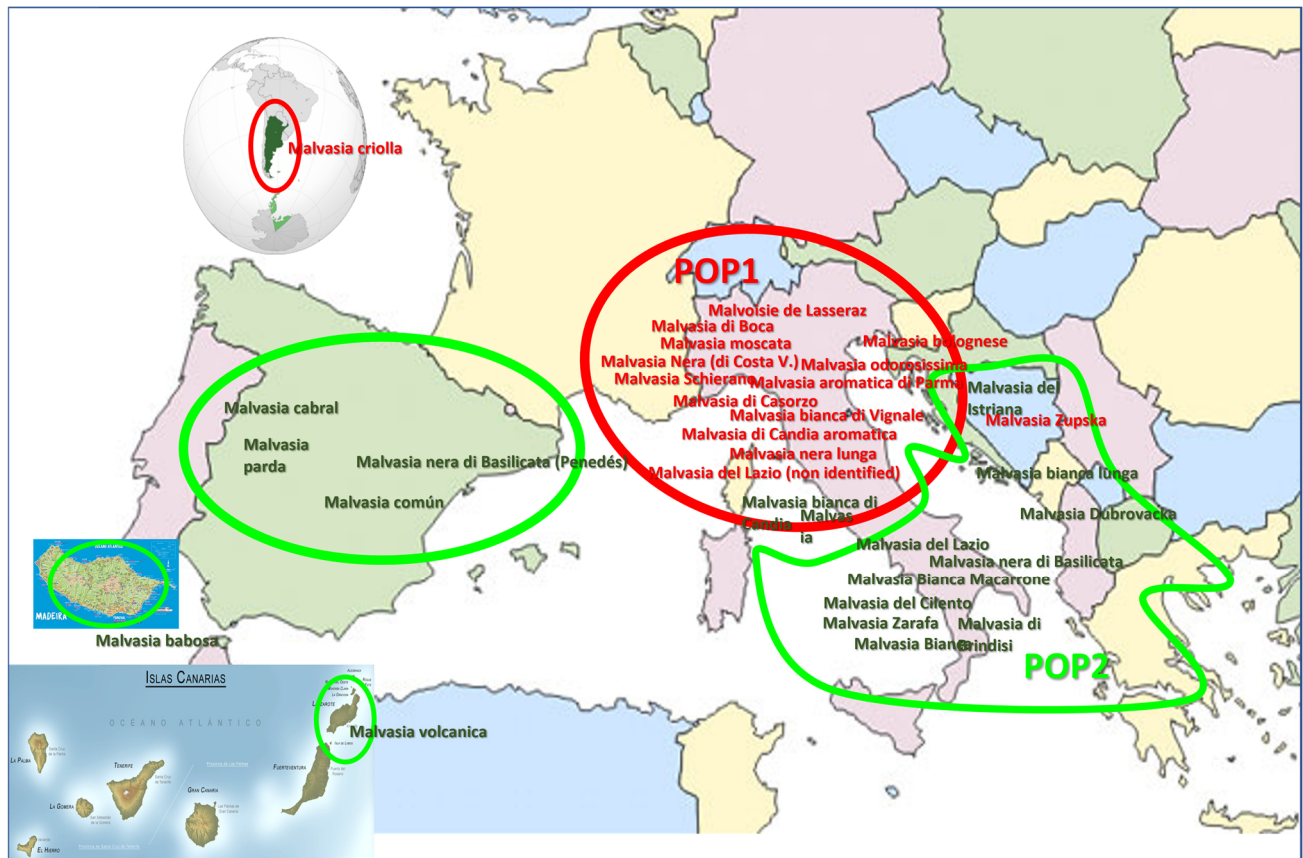 Malvasia criolla
POP1
Malvoisie de Lasseraz
Malvasia di Boca
Malvasia moscata
Malvasia bolognese
Malvasia Nera (di Costa V.)
Malvasia odorosissima
Malvasia Schierano
Malvasia aromatica di Parma
Malvasia del
Istriana
Malvasia di Casorzo
Malvasia cabral
Malvasia bianca di Vignale
Malvasia Zupska
Malvasia di Candia aromatica
Malvasia
parda
Malvasia nera lunga
Malvasia nera di Basilicata (Penedés)
Malvasia del Lazio (non identified)
Malvasia bianca lunga
Malvasia común
Malvasia bianca di
Candia
Malvas
ia
Malvasia Dubrovacka
Malvasia del Lazio
Malvasia nera di Basilicata
Malvasia Bianca Macarrone
Malvasia del Cilento
Malvasia Zarafa
Malvasia di
Brindisi
Malvasia Bianca
POP2
MADEIRA
Malvasia babosa
ISLAS CANARIAS
OCÉANO ATLÁNTICO
LANZAROTE
Malvasia volcanica
LA PALMA
TENERIFE
FUERTEVENTURA
LA GOMERA
GRAN CANARIA
EL HIERRO